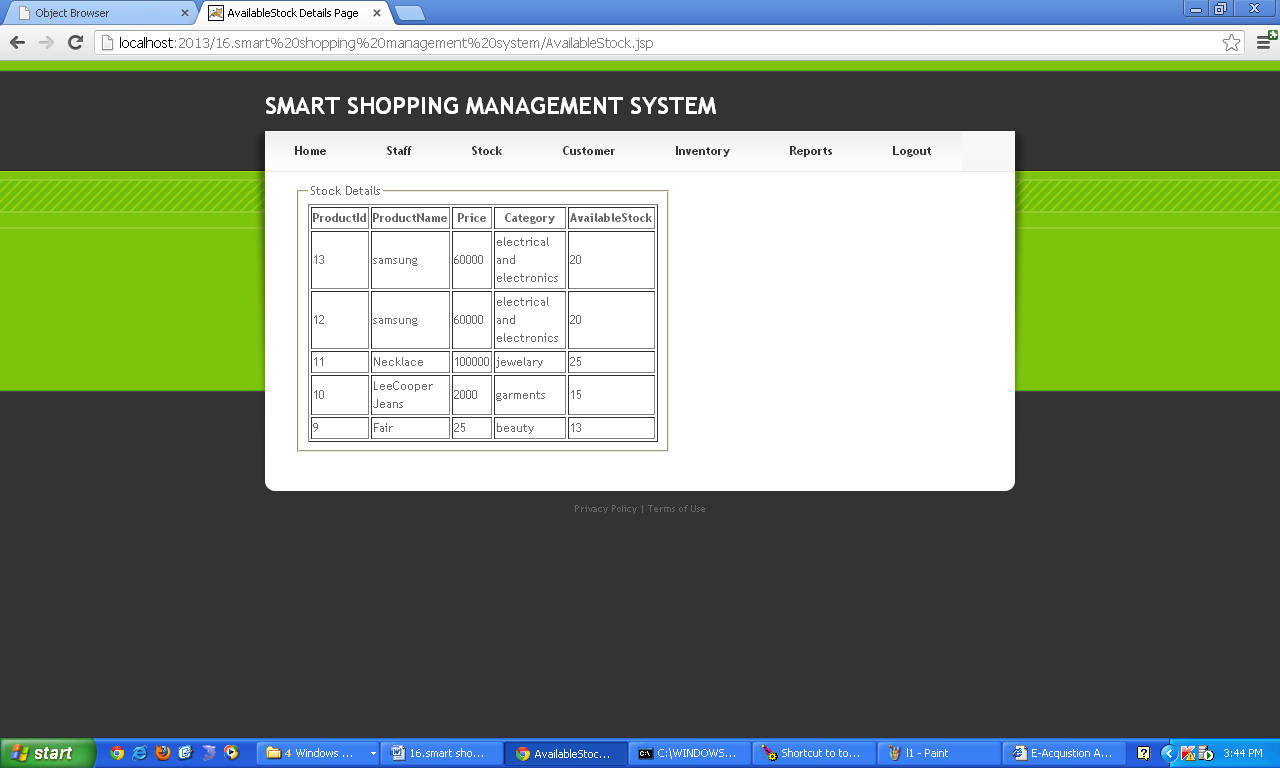 Object Browser
AvailableStock Details Page
localhost:2013/16.smart%20shopping%20management%20system/AvailableStock.jsp
SMART SHOPPING MANAGEMENT SYSTEM
Home Staff Stock Customer Inventory Reports Logout
Stock Details
ProductId ProductName Price Category AvailableStock
13 samsung 60000 electrical and electronics 20
12 samsung 60000 electrical and electronics 20
11 Necklace 100000 jewelary 25
10 LeeCooper Jeans 2000 garments 15
9 Fair 25 beauty 13
Privacy Policy | Terms of Use
start 4 Windows ... 16.smart sho... AvailableStoc... C:\WINDOWS... Shortcut to to... l1 - Paint E-Acquistion A... 3:44 PM